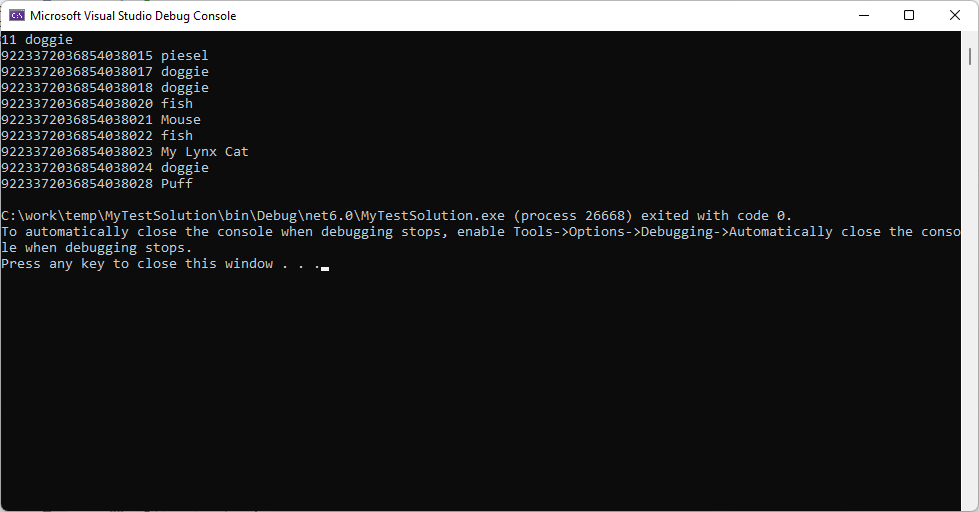 Microsoft Visual Studio Debug Console
11 doggie
9223372036854038015 piesel
9223372036854038017 doggie
9223372036854038018 doggie
9223372036854038020 fish
9223372036854038021 Mouse
9223372036854038022 fish
9223372036854038023 My Lynx Cat
9223372036854038024 doggie
9223372036854038028 Puff
C:\work\temp\MyTestSolution\bin\Debug\net6.0\MyTestSolution.exe (process 26668) exited with code 0.
To automatically close the console when debugging stops, enable Tools->Options->Debugging->Automatically close the conso
le when debugging stops.
Press any key to close this window . . .